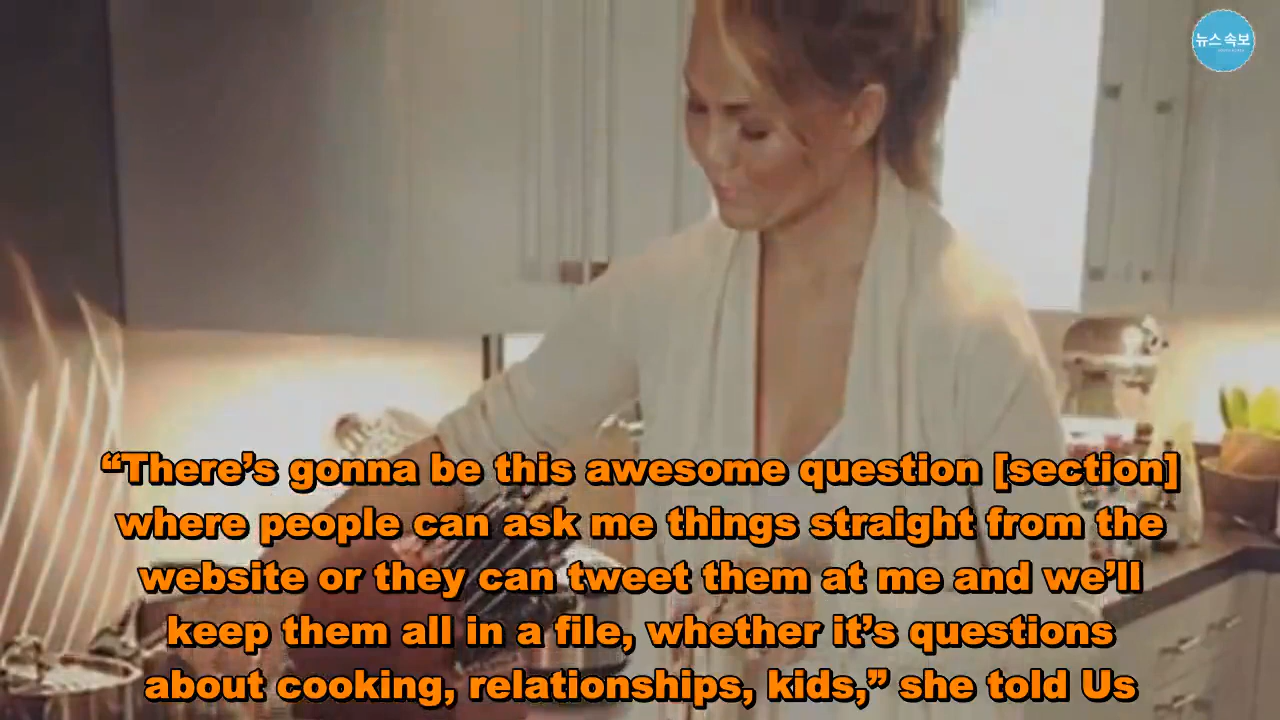 뉴스 속보
“There’s gonna be this awesome question [section]
where people can ask me things straight from the
website or they can tweet them at me and we’ll
keep them all in a file, whether it’s questions
about cooking, relationships, kids,” she told Us